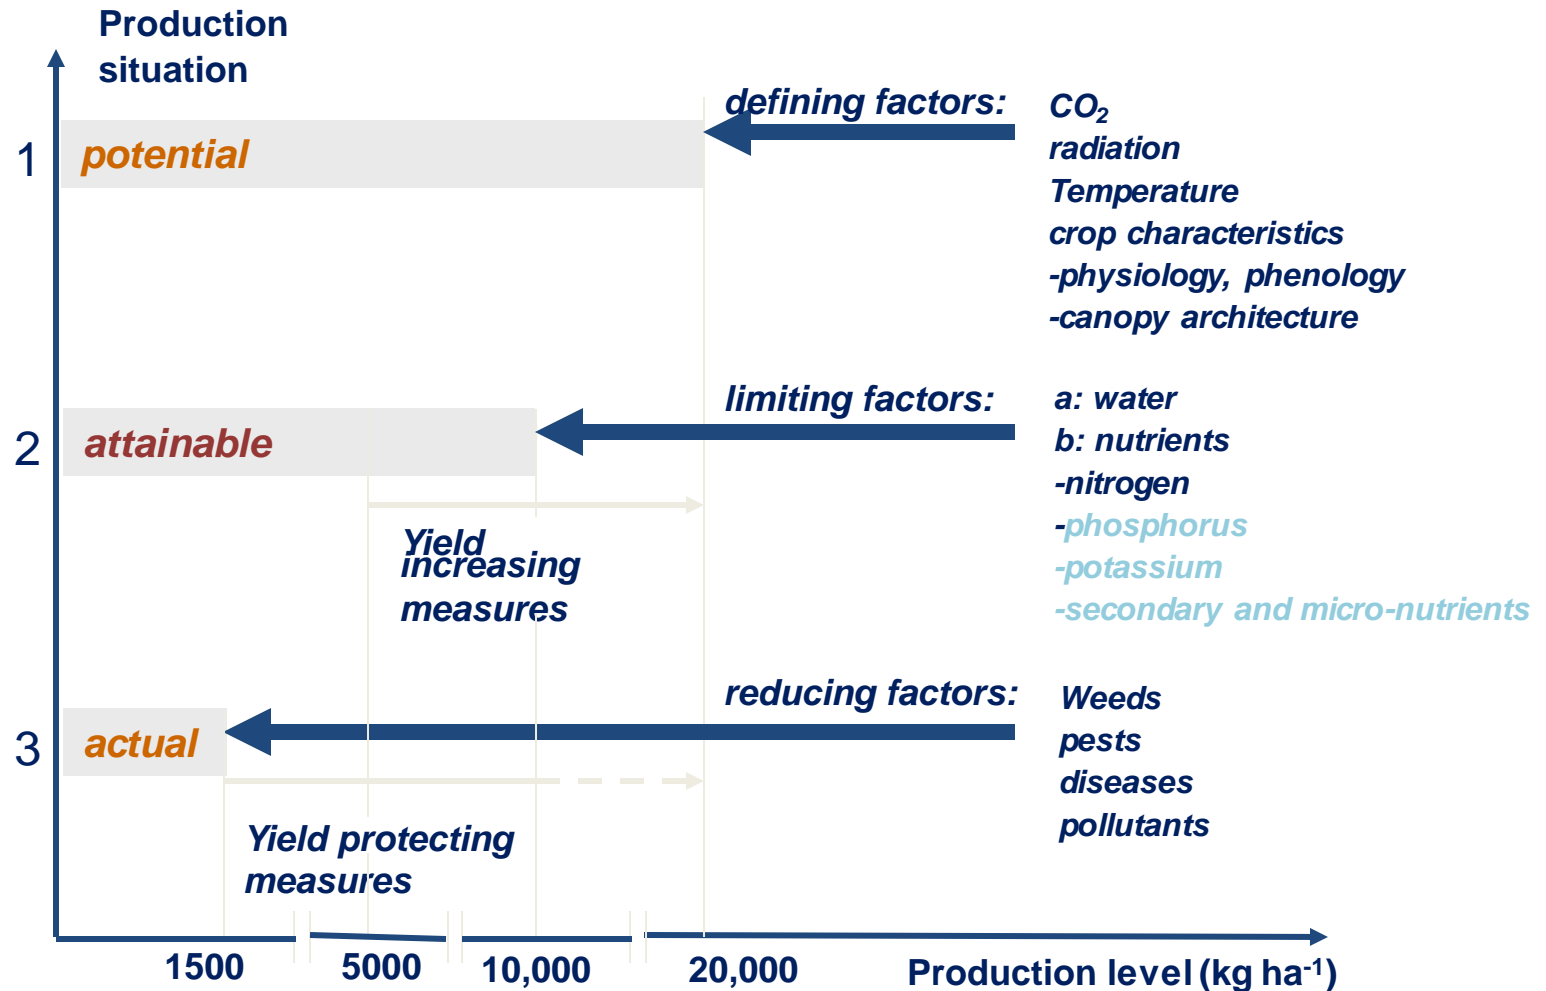 Production
situation
1
potential
defining factors:
CO₂
radiation
Temperature
crop characteristics
-physiology, phenology
-canopy architecture
2
attainable
limiting factors:
a: water
b: nutrients
-nitrogen
-phosphorus
-potassium
-secondary and micro-nutrients
Yield
increasing
measures
3
actual
reducing factors:
Weeds
pests
diseases
pollutants
Yield protecting
measures
1500
5000
10,000
20,000
Production level (kg ha⁻¹)